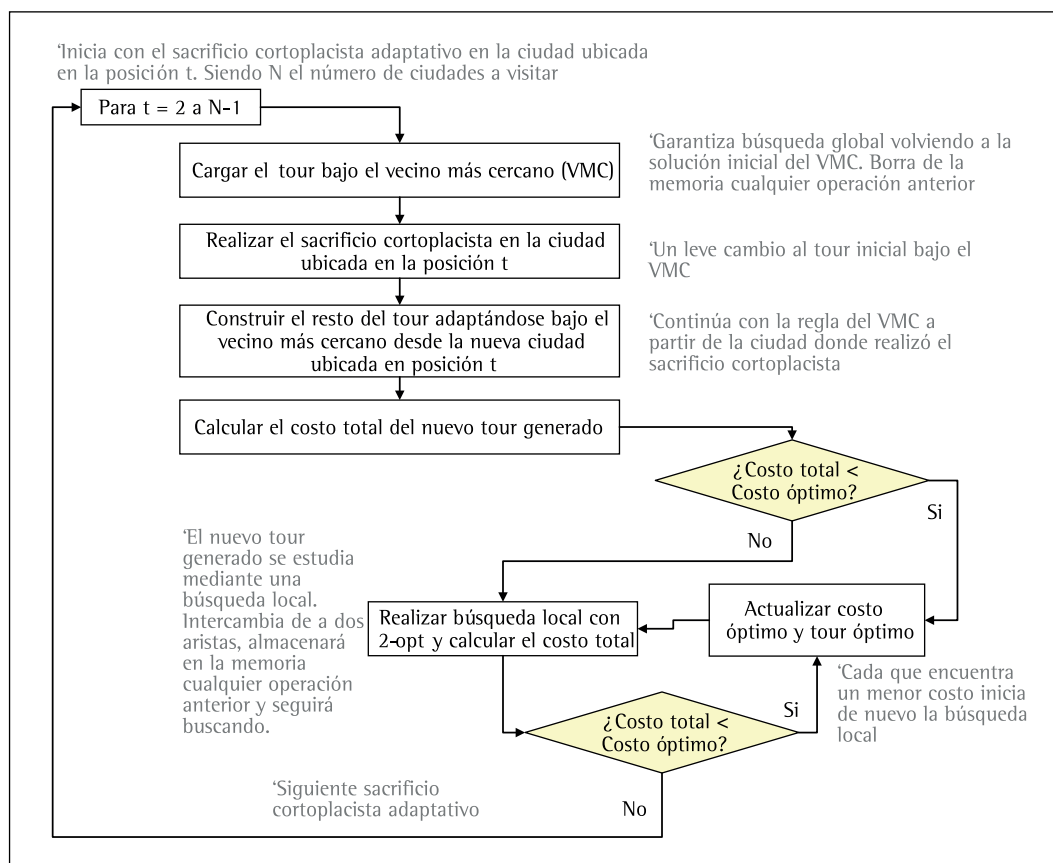 ‘Inicia con el sacrificio cortoplacista adaptativo en la ciudad ubicada
en la posición t. Siendo N el número de ciudades a visitar
Para t = 2 a N-1
Cargar el tour bajo el vecino más cercano (VMC)
‘Garantiza búsqueda global volviendo a la
solución inicial del VMC. Borra de la
memoria cualquier operación anterior
Realizar el sacrificio cortoplacista en la ciudad
ubicada en la posición t
‘Un leve cambio al tour inicial bajo el
VMC
Construir el resto del tour adaptándose bajo el
vecino más cercano desde la nueva ciudad
ubicada en posición t
‘Continúa con la regla del VMC a
partir de la ciudad donde realizó el
sacrificio cortoplacista
Calcular el costo total del nuevo tour generado
¿Costo total <
Costo óptimo?
Si
No
‘El nuevo tour
generado se estudia
mediante una
búsqueda local.
Intercambia de a dos
aristas, almacenará
en la memoria
cualquier operación
anterior y seguirá
buscando.
Realizar búsqueda local con
2-opt y calcular el costo total
Actualizar costo
óptimo y tour óptimo
‘Cada que encuentra
un menor costo inicia
de nuevo la búsqueda
local
¿Costo total <
Costo óptimo?
Si
No
‘Siguiente sacrificio
cortoplacista adaptativo